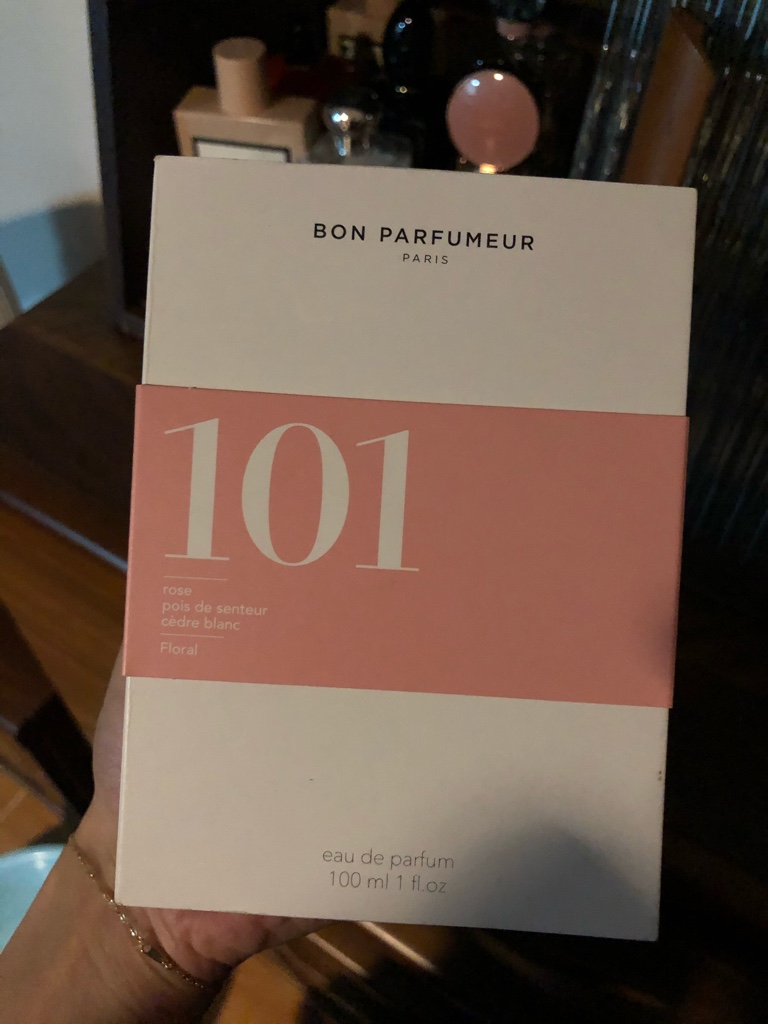 BON PARFUMEUR
PARIS
101
rose
pois de senteur
cèdre blanc
Floral
eau de parfum
100 ml 1 fl.oz